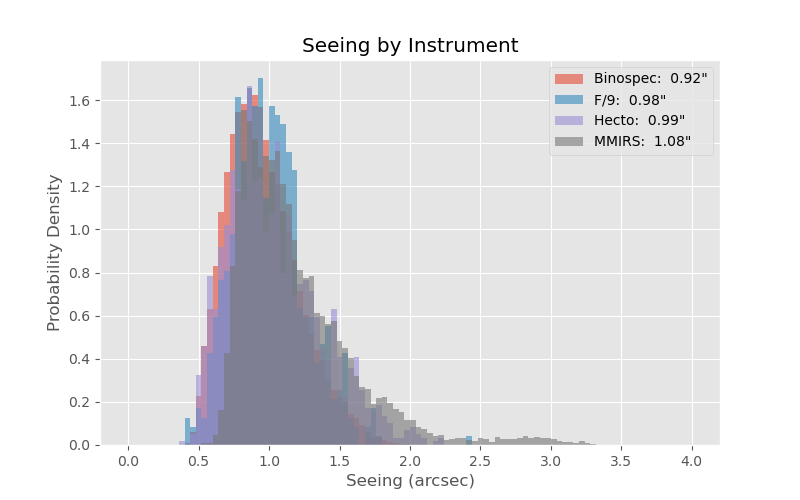 Seeing by Instrument
Binospec:  0.92"
F/9:  0.98"
Hecto:  0.99"
MMIRS:  1.08"
Probability Density
1.6
1.4
1.2
1.0
0.8
0.6
0.4
0.2
0.0
0.0 0.5 1.0 1.5 2.0 2.5 3.0 3.5 4.0
Seeing (arcsec)